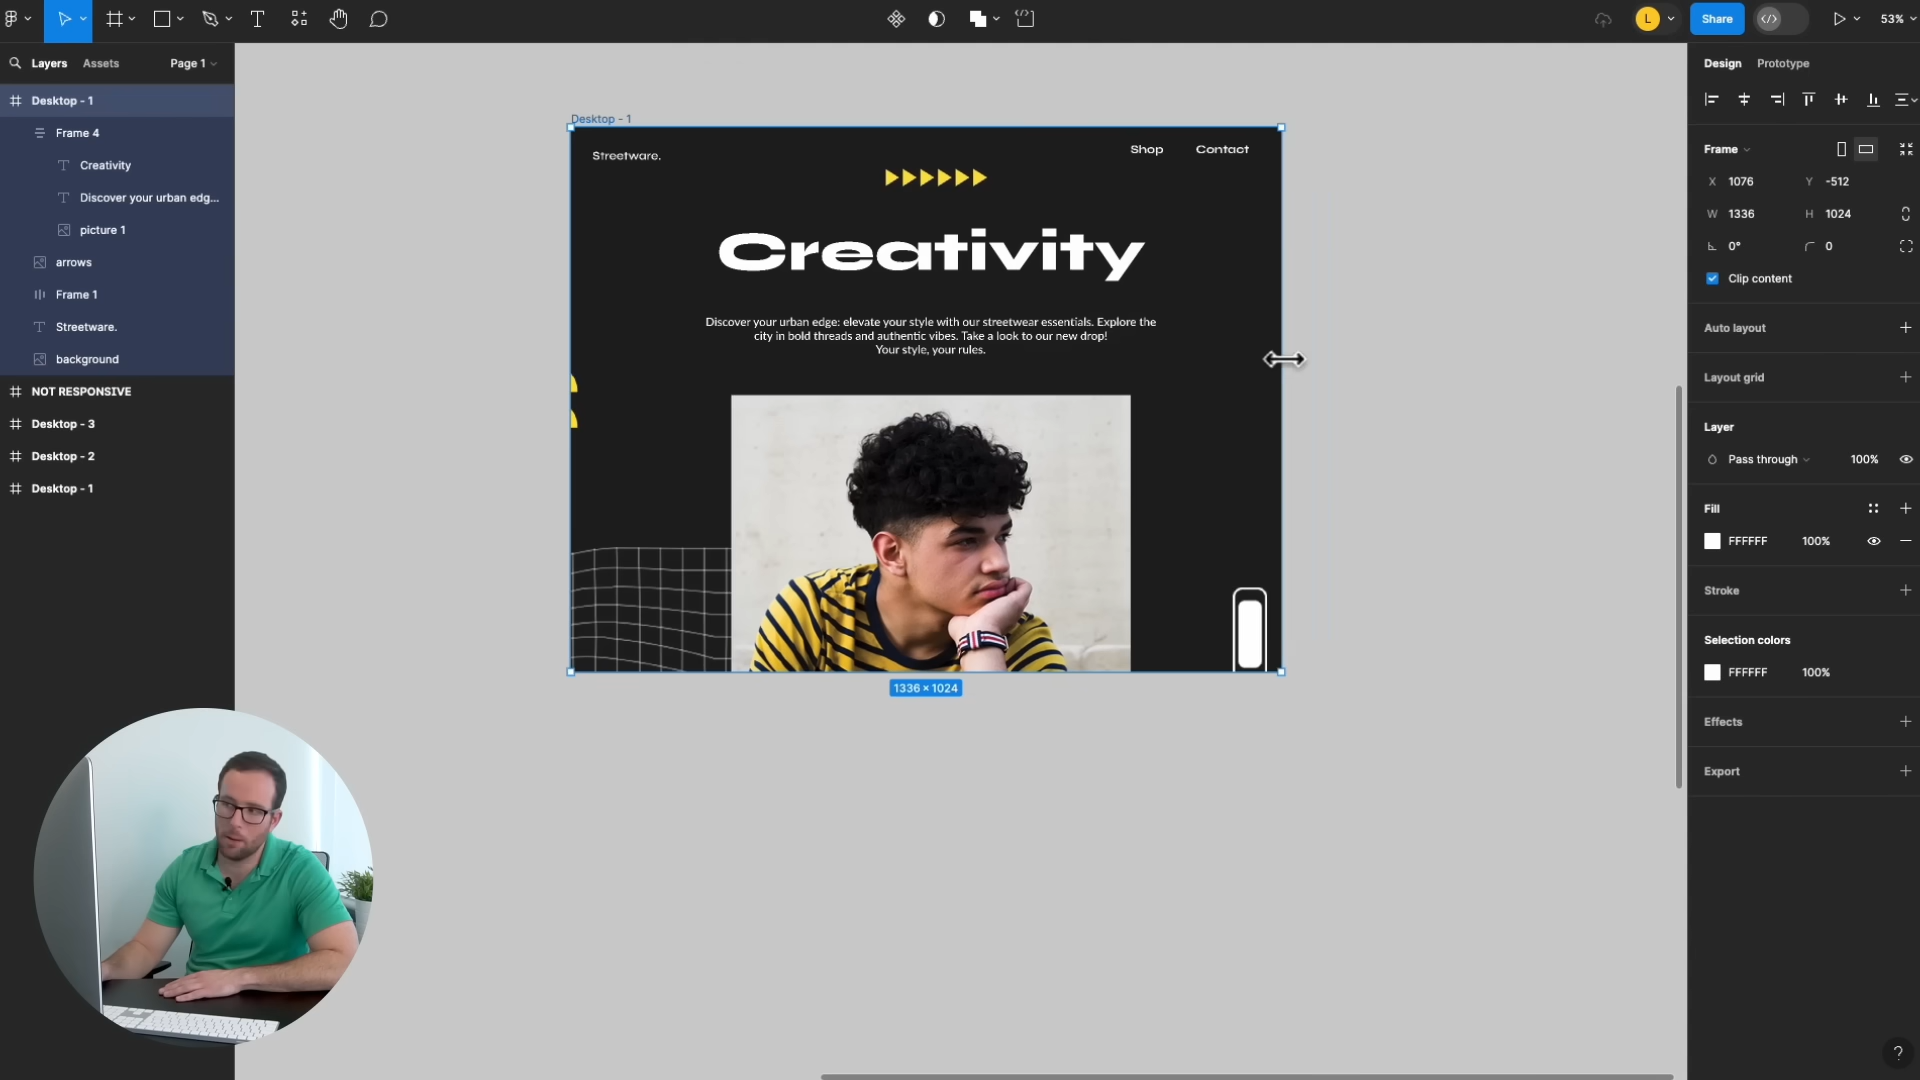 L
Share
53%
Layers
Assets
Page 1
Desktop - 1
Frame 4
Creativity
Discover your urban edg...
picture 1
arrows
Frame 1
Streetware.
background
NOT RESPONSIVE
Desktop - 3
Desktop - 2
Desktop - 1
Desktop - 1
Streetware.
Shop
Contact
Creativity
Discover your urban edge: elevate your style with our streetwear essentials. Explore the
city in bold threads and authentic vibes. Take a look to our new drop!
Your style, your rules.
1336 × 1024
Design
Prototype
Frame
X 1076
Y -512
W 1336
H 1024
0°
0
Clip content
Auto layout
Layout grid
Layer
Pass through
100%
Fill
FFFFFF
100%
Stroke
Selection colors
FFFFFF
100%
Effects
Export
?